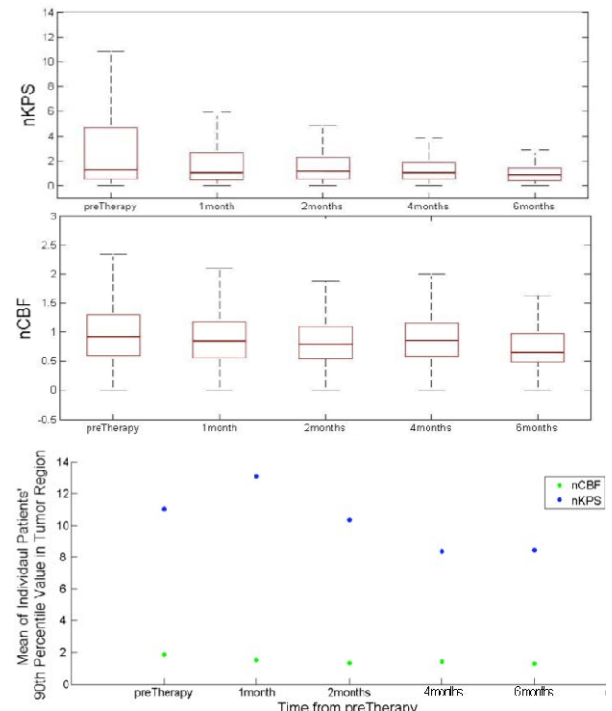 14
12
10
8
6
4
2
0
nKPS
preTherapy 1month 2months 4months 6months
3
2.5
2
1.5
1
0.5
0
-0.5
nCBF
preTherapy 1month 2months 4months 6months
14
12
10
8
6
4
2
0
Mean of Individaul Patients'
90th Percentile Value in Tumor Region
nCBF
nKPS
preTherapy 1month 2months 4months 6months
Time from preTherapy